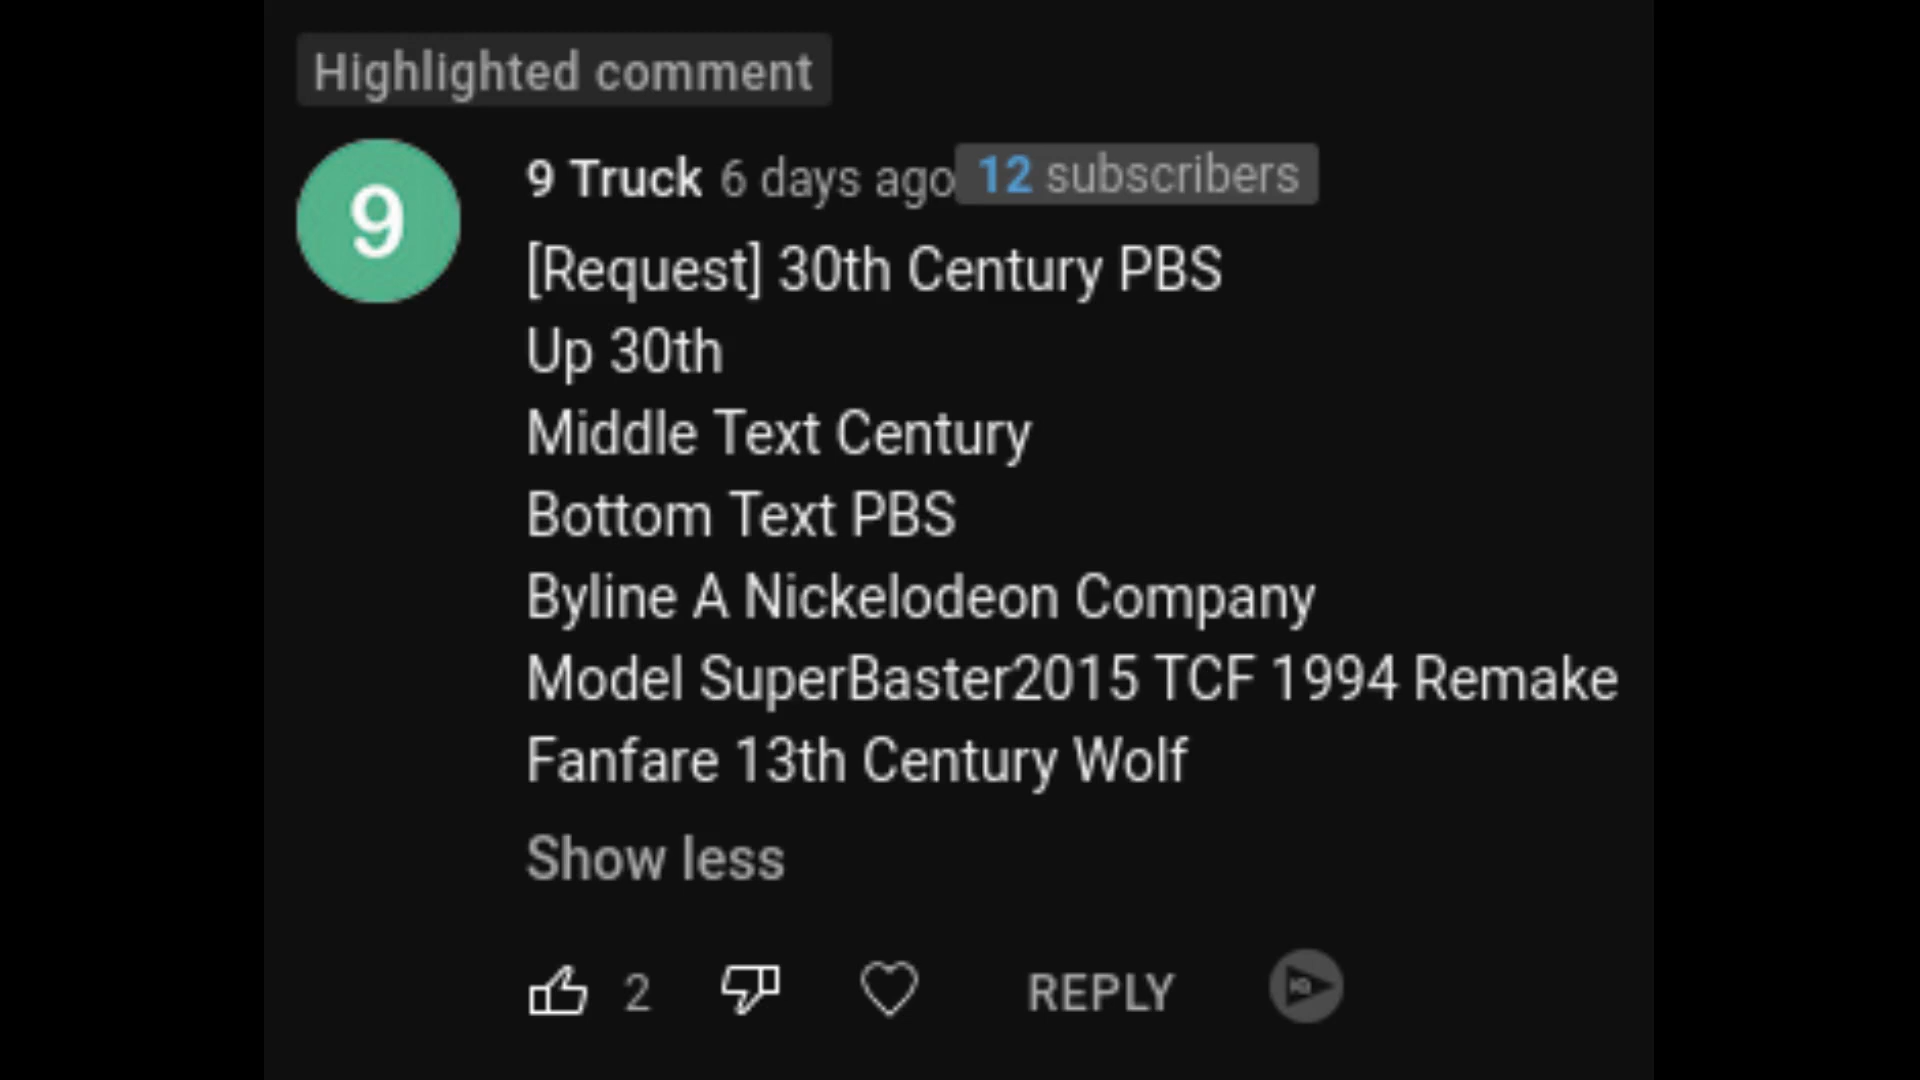 Highlighted comment
9
9 Truck 6 days ago 12 subscribers
[Request] 30th Century PBS
Up 30th
Middle Text Century
Bottom Text PBS
Byline A Nickelodeon Company
Model SuperBaster2015 TCF 1994 Remake
Fanfare 13th Century Wolf
Show less
2 REPLY